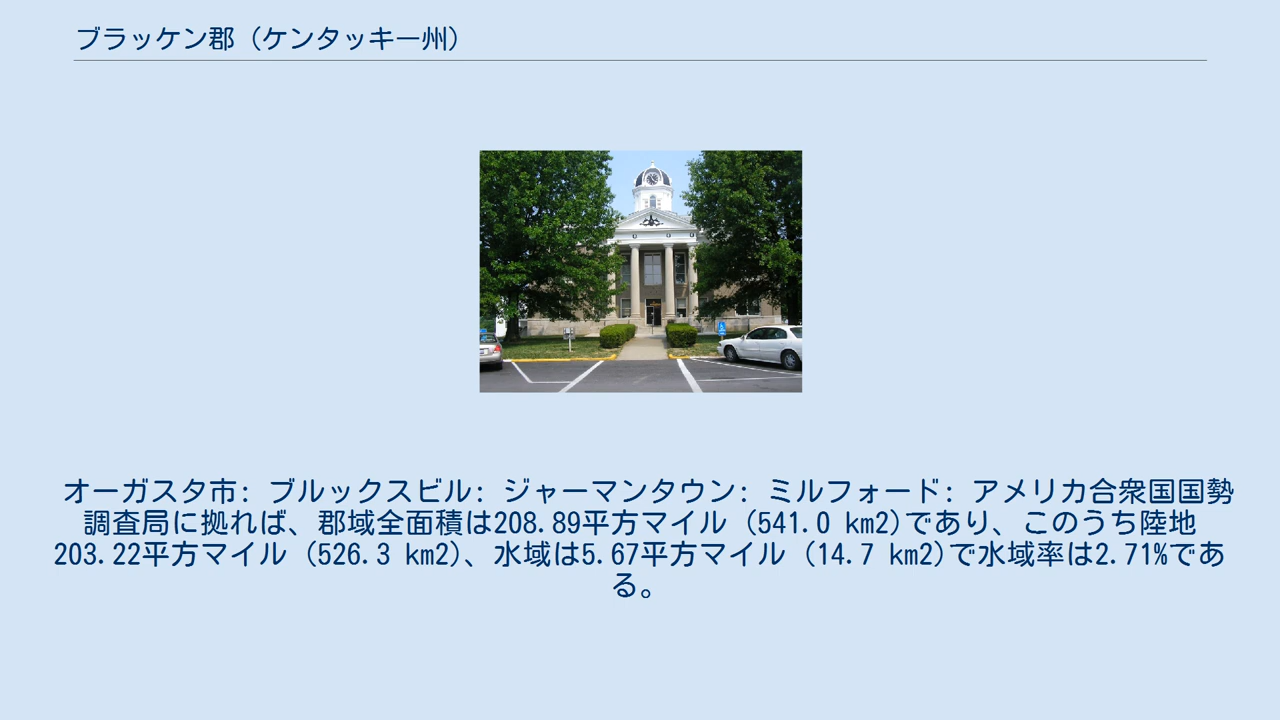 ブラッケン郡 (ケンタッキー州)
オーガスタ市: ブルックスビル: ジャーマンタウン: ミルフォード: アメリカ合衆国国勢
調査局に拠れば、郡域全面積は208.89平方マイル (541.0 km2)であり、このうち陸地
203.22平方マイル (526.3 km2)、水域は5.67平方マイル (14.7 km2)で水域率は2.71%であ
る。